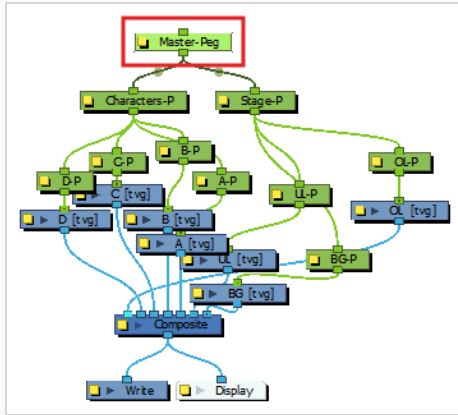 Master-Peg
Characters-P
Stage-P
B-P
C-P
OL-P
D-P
A-P
UL-P
C [tvg]
D [tvg]
B [tvg]
OL [tvg]
A [tvg]
UL [tvg]
BG-P
BG [tvg]
Composite
Write
Display